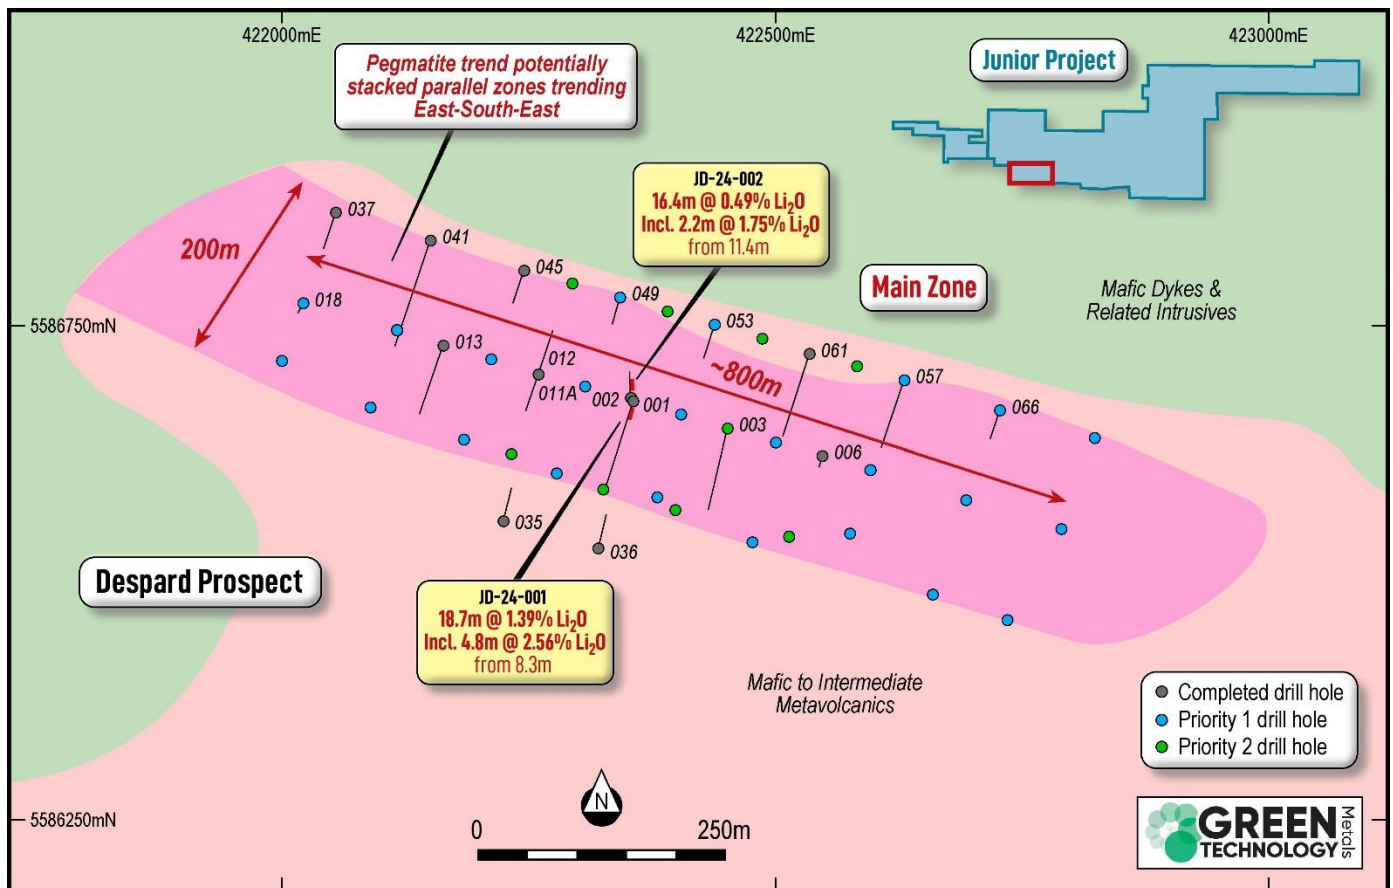 422000mE
422500mE
423000mE
Pegmatite trend potentially
stacked parallel zones trending
East-South-East
Junior Project
JD-24-002
16.4m @ 0.49% Li₂O
Incl. 2.2m @ 1.75% Li₂O
from 11.4m
037
041
200m
045
Main Zone
Mafic Dykes &
Related Intrusives
018
049
5586750mN
053
013
012
061
~800m
057
011A
002
001
066
003
006
035
036
Despard Prospect
JD-24-001
18.7m @ 1.39% Li₂O
Incl. 4.8m @ 2.56% Li₂O
from 8.3m
Mafic to Intermediate
Metavolcanics
Completed drill hole
Priority 1 drill hole
Priority 2 drill hole
5586250mN
N
0
250m
GREEN
TECHNOLOGY
Metals